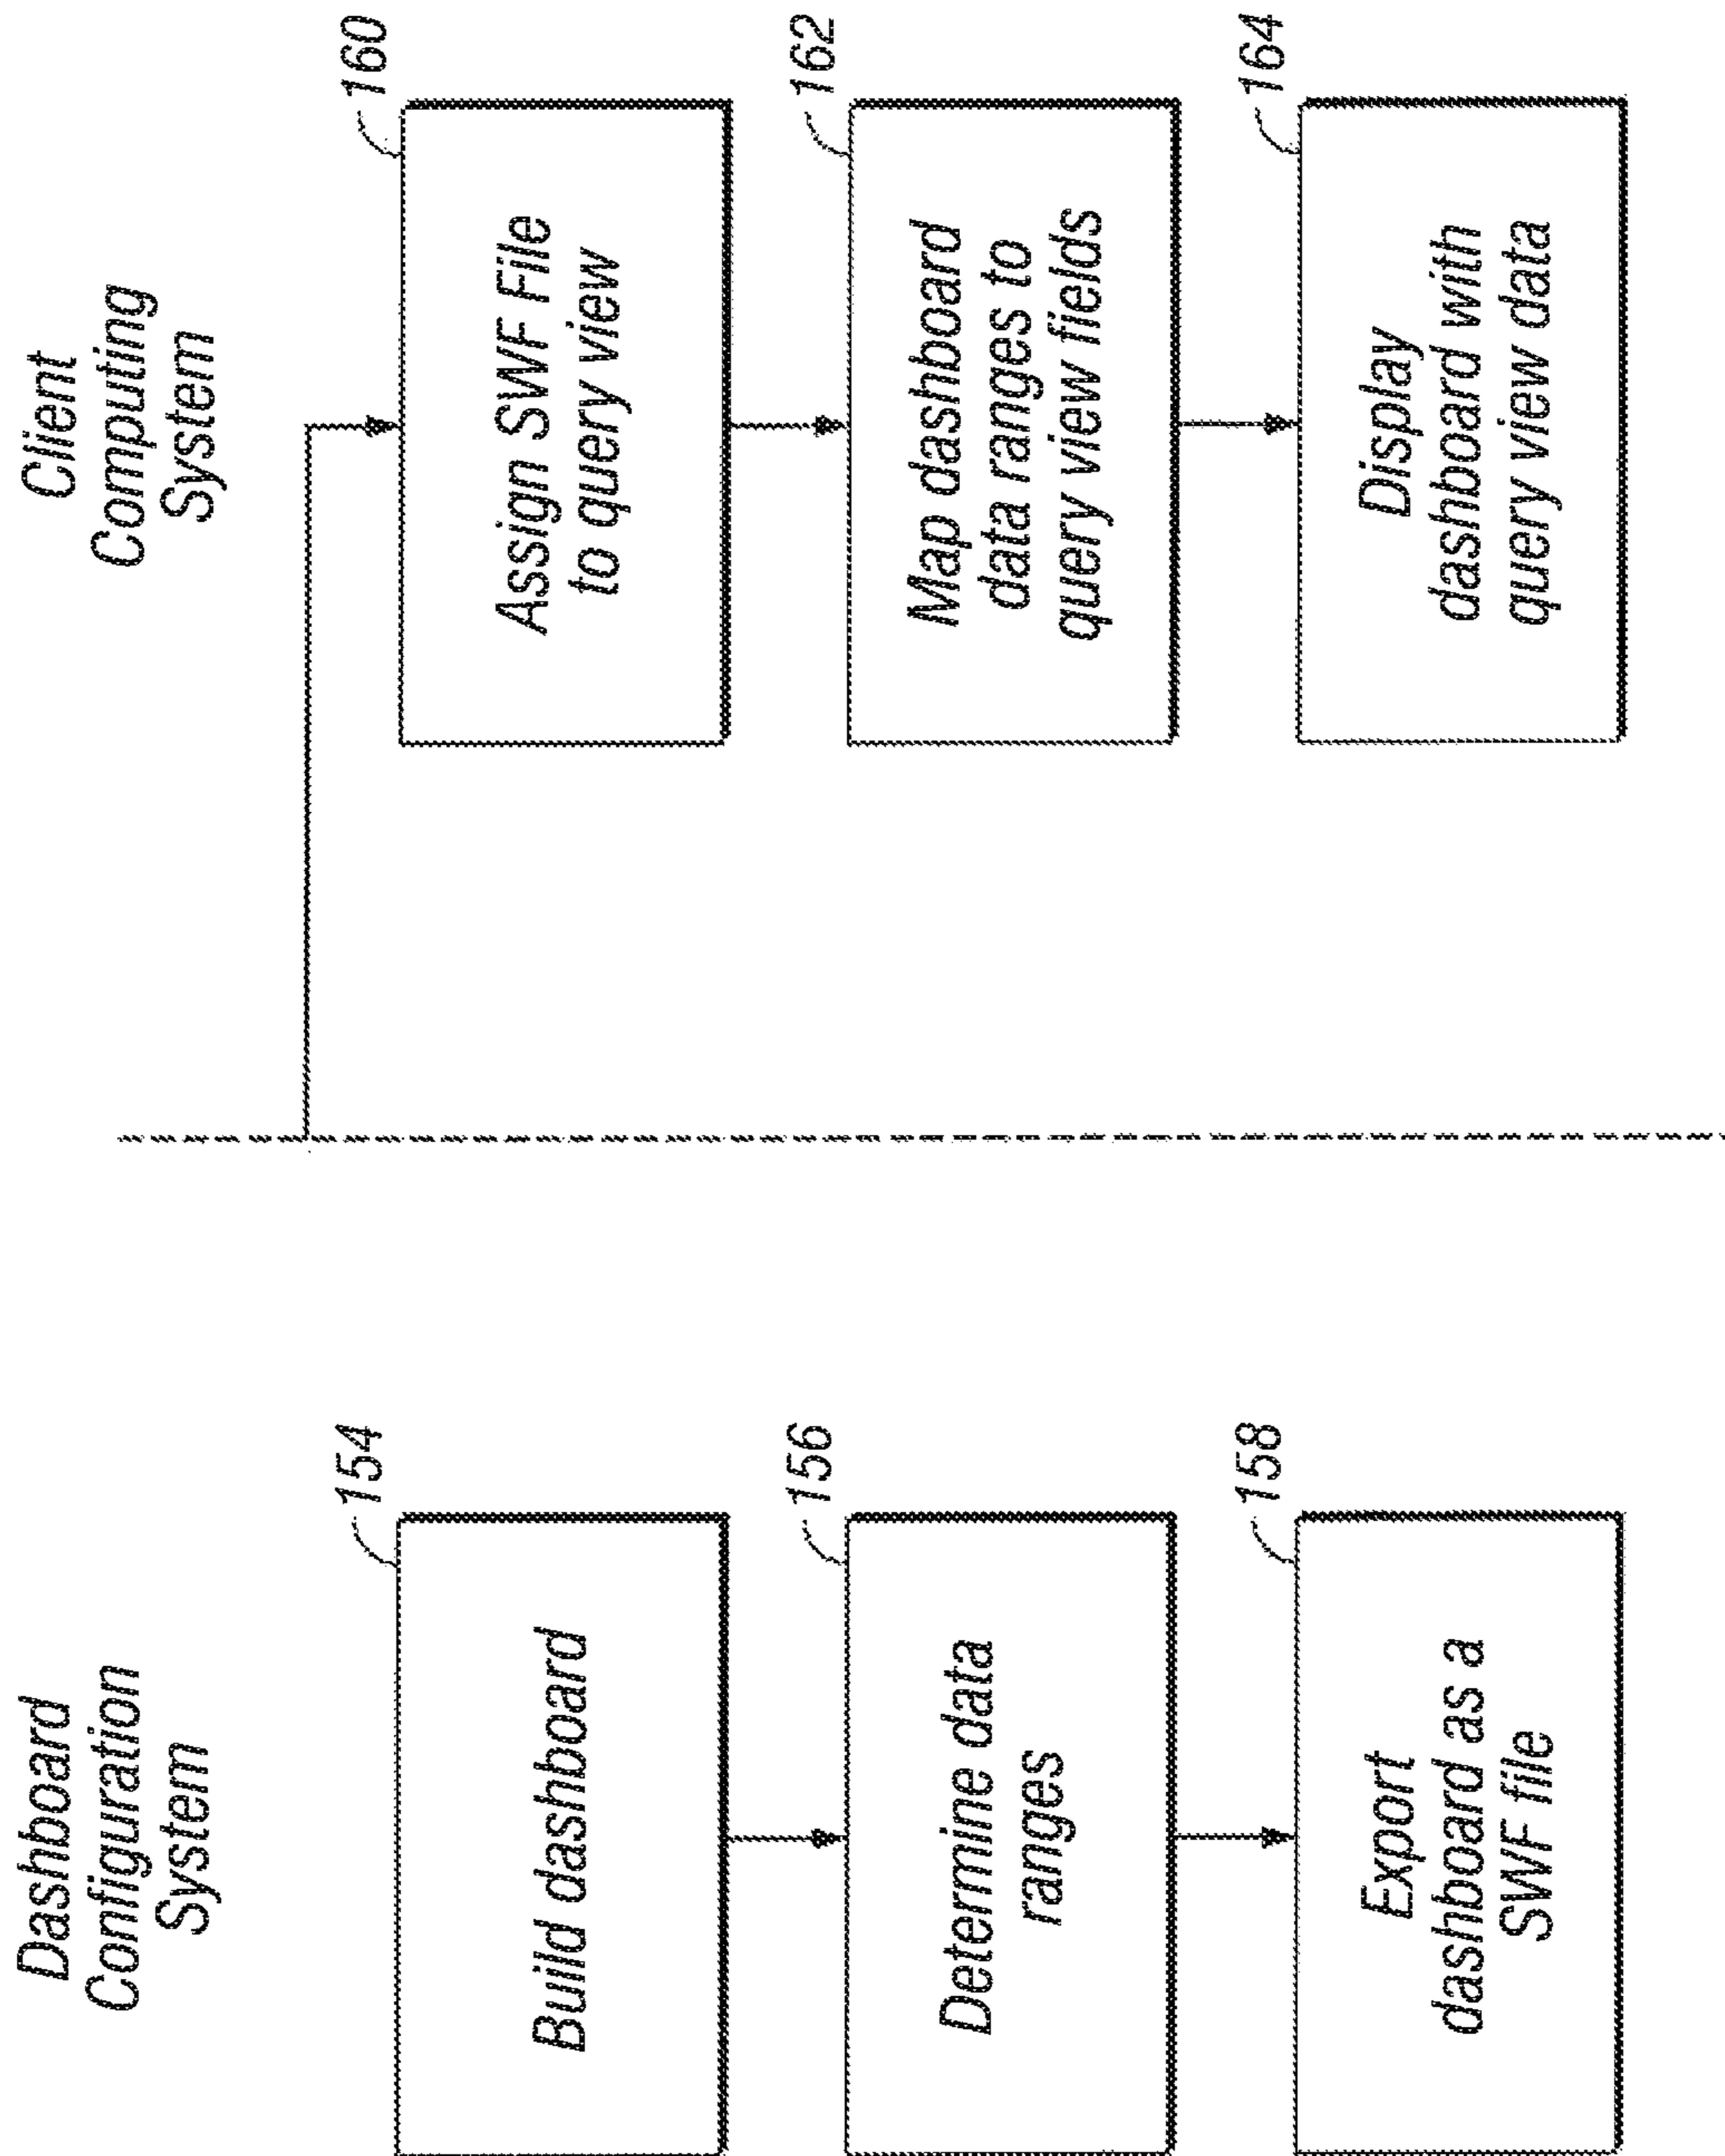 Dashboard
Configuration
System
154
Build dashboard
156
Determine data
ranges
158
Export
dashboard as a
SWF file
Client
Computing
System
160
Assign SWF File
to query view
162
Map dashboard
data ranges to
query view fields
164
Display
dashboard with
query view data